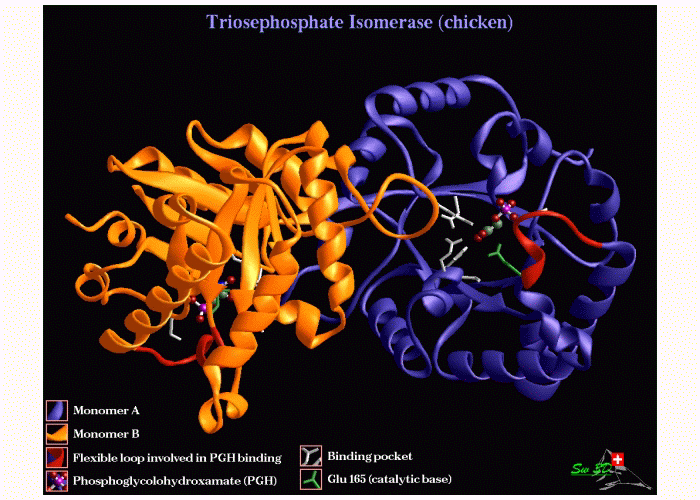 Triosephosphate Isomerase (chicken)
Monomer A
Monomer B
Flexible loop involved in PGH binding
Phosphoglycolohydroxamate (PGH)
Binding pocket
Glu 165 (catalytic base)
Sw 3D